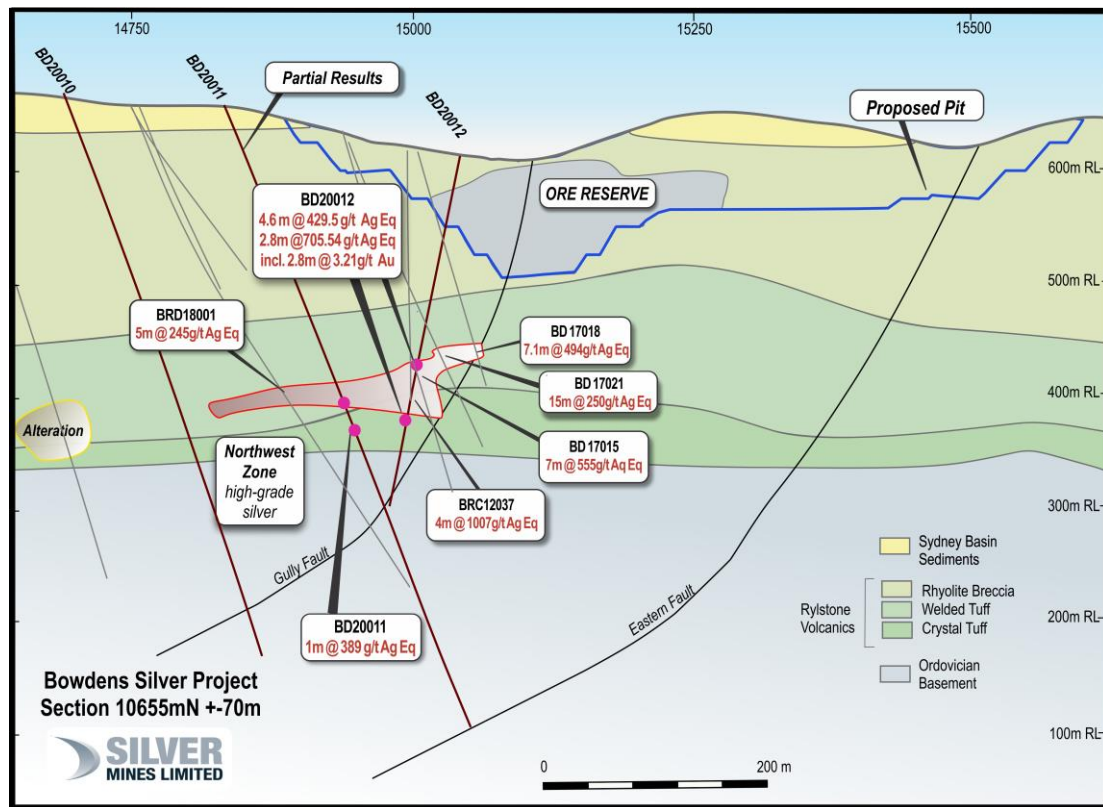 14750
15000
15250
15500
BD20010
BD20011
Partial Results
BD20012
Proposed Pit
600m RL
ORE RESERVE
BD20012
4.6m @ 429.5 g/t Ag Eq
2.8m @705.54 g/t Ag Eq
incl. 2.8m @ 3.21g/t Au
500m RL
BRD18001
5m @ 245g/t Ag Eq
BD 17018
7.1m @ 494g/t Ag Eq
BD 17021
15m @ 250g/t Ag Eq
400m RL
Alteration
Northwest
Zone
high-grade
silver
BD 17015
7m @ 555g/t Aq Eq
BRC12037
4m @ 1007g/t Ag Eq
300m RL
Gully Fault
Eastern Fault
Sydney Basin
Sediments
Rylstone
Volcanics
Rhyolite Breccia
Welded Tuff
Crystal Tuff
200m RL
BD20011
1m @ 389 g/t Ag Eq
Ordovician
Basement
Bowdens Silver Project
Section 10655mN +-70m
SILVER
MINES LIMITED
100m RL
0
200 m